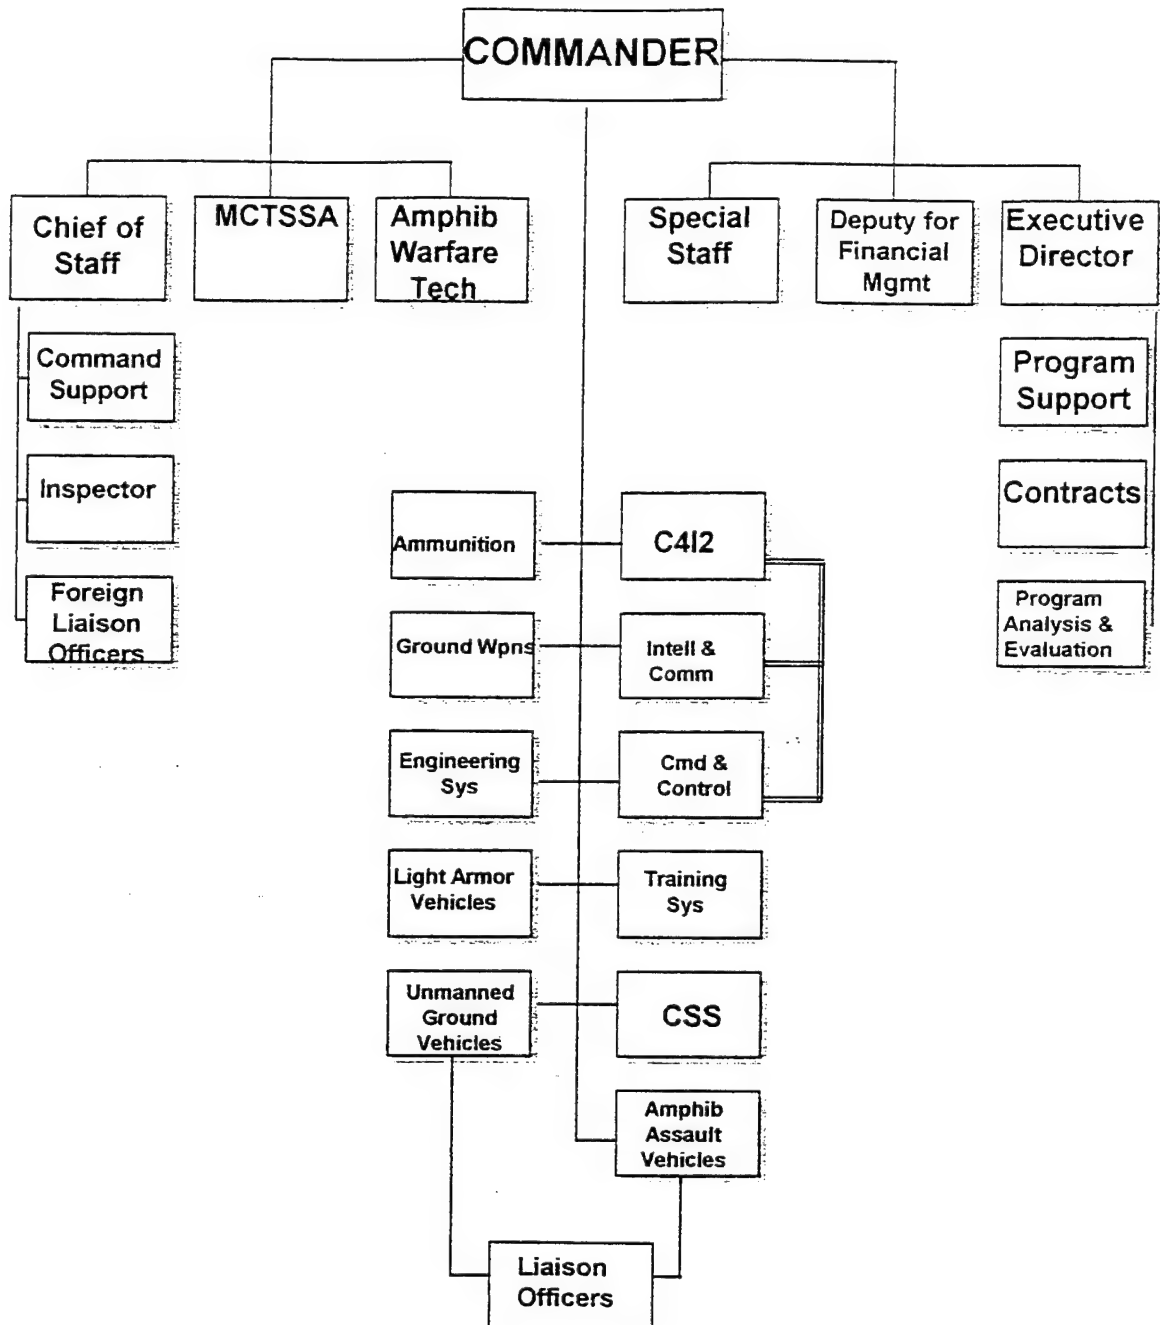 COMMANDER
Chief of
Staff
MCTSSA
Amphib
Warfare
Tech
Special
Staff
Deputy for
Financial
Mgmt
Executive
Director
Command
Support
Inspector
Foreign
Liaison
Officers
Program
Support
Contracts
Program
Analysis &
Evaluation
Ammunition
C4I2
Ground Wpns
Intell &
Comm
Engineering
Sys
Cmd &
Control
Light Armor
Vehicles
Training
Sys
Unmanned
Ground
Vehicles
CSS
Amphib
Assault
Vehicles
Liaison
Officers